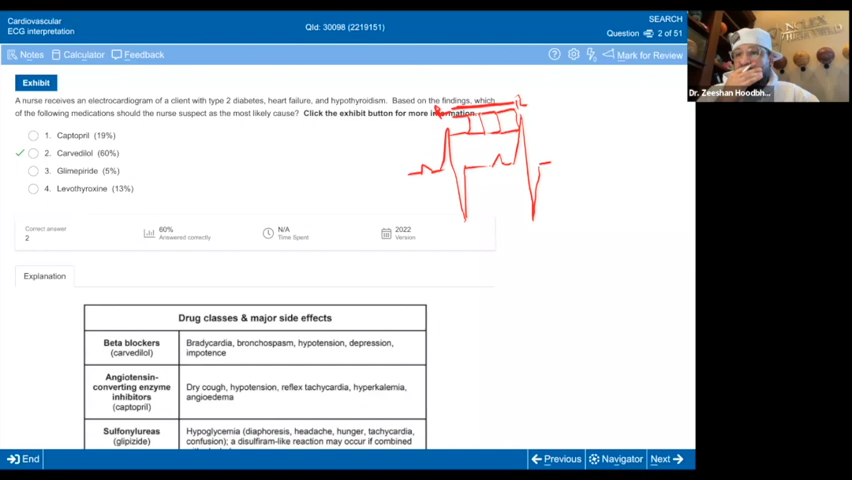 Cardiovascular
ECG interpretation
QId: 30098 (2219151)
SEARCH
Question 2 of 51
Notes Calculator Feedback
Mark for Review
Exhibit
A nurse receives an electrocardiogram of a client with type 2 diabetes, heart failure, and hypothyroidism. Based on the findings, which
of the following medications should the nurse suspect as the most likely cause? Click the exhibit button for more information.
1. Captopril (19%)
2. Carvedilol (60%)
3. Glimepiride (5%)
4. Levothyroxine (13%)
Correct answer
2
60%
Answered correctly
N/A
Time Spent
2022
Version
Explanation
Drug classes & major side effects
Beta blockers
(carvedilol)
Bradycardia, bronchospasm, hypotension, depression,
impotence
Angiotensin-
converting enzyme
inhibitors
(captopril)
Dry cough, hypotension, reflex tachycardia, hyperkalemia,
angioedema
Sulfonylureas
(glipizide)
Hypoglycemia (diaphoresis, headache, hunger, tachycardia,
confusion); a disulfiram-like reaction may occur if combined
End
Previous Navigator Next
NCLEX
Dr. Zeeshan Hoodbh...